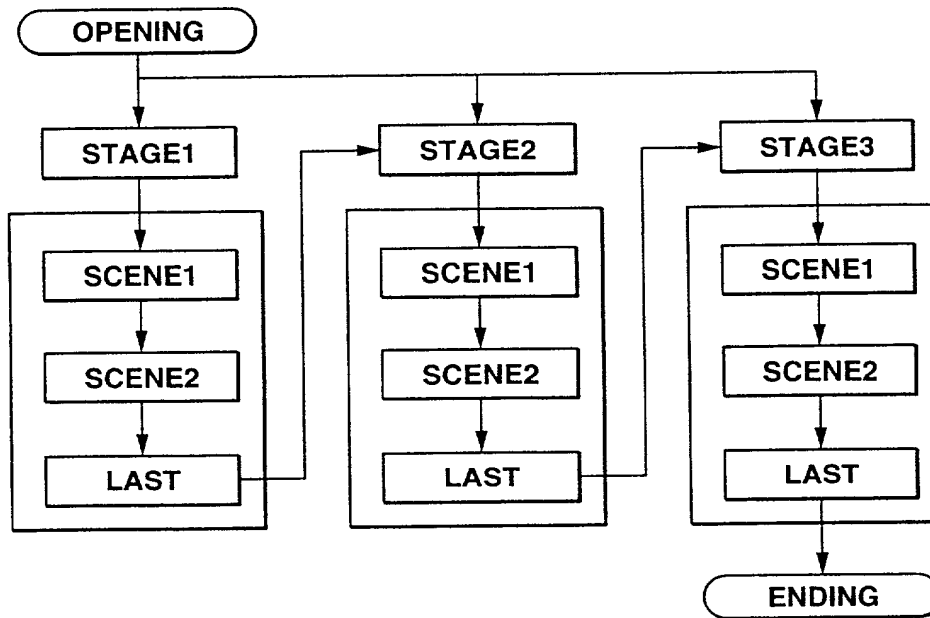 OPENING
STAGE1
STAGE2
STAGE3
SCENE1
SCENE1
SCENE1
SCENE2
SCENE2
SCENE2
LAST
LAST
LAST
ENDING